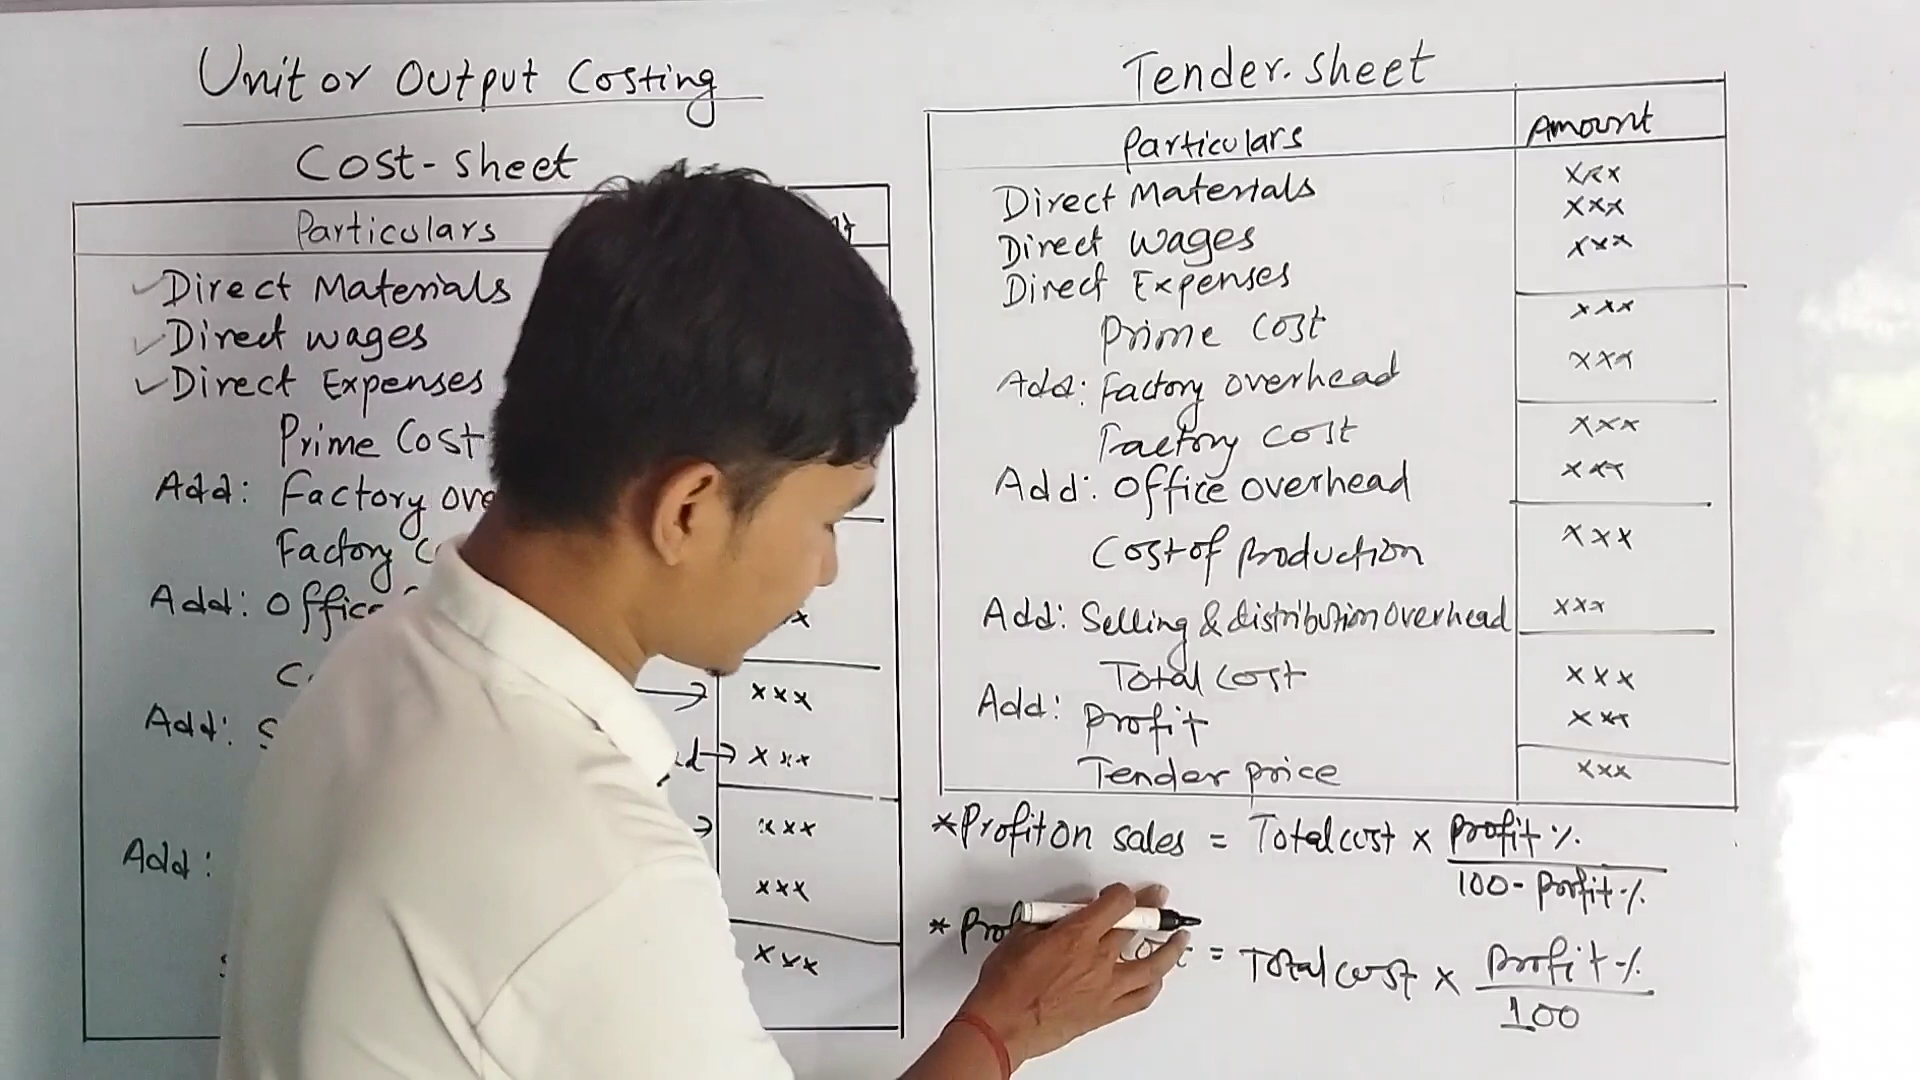 Unit or Output Costing
Cost-sheet
Particulars
Direct Materials
Direct wages
Direct Expenses
Prime Cost
Add: Factory
Factory
Add:
xxx
Add:
xxx
xxx
Add:
xxx
xxx
Tender.sheet
Particulars Amount
Direct Materials xxx
Direct wages xxx
Direct Expenses xxx
Prime cost xxx
Add: Factory overhead xxx
Factory cost xxx
Add: Office overhead xxx
Cost of Production xxx
Add: Selling & distribution overhead xxx
Total cost xxx
Add: Profit xxx
Tender price xxx
*Profit on sales = Total cost x Profit %
100 - Profit %
* = Total cost x Profit %
100